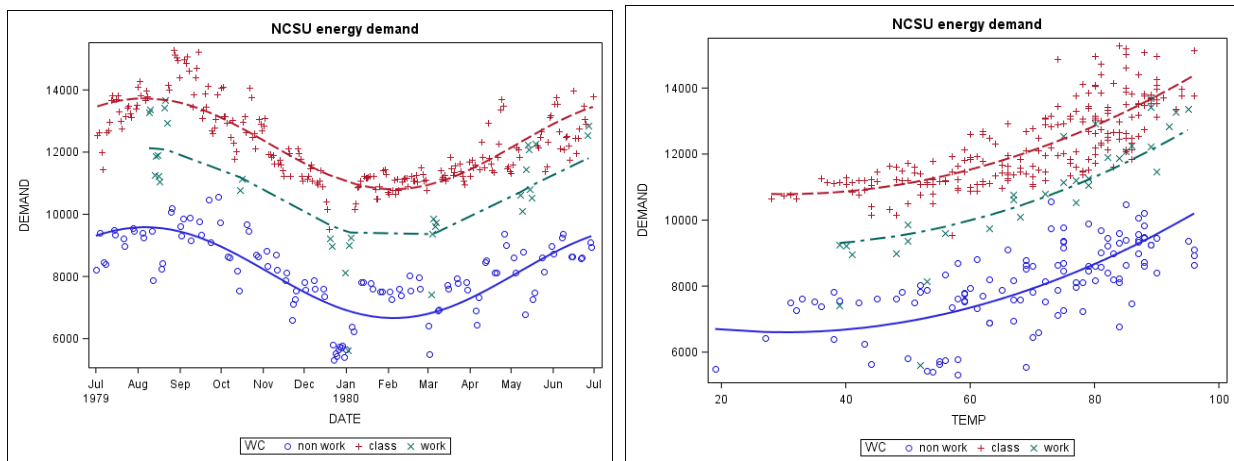 NCSU energy demand
14000
12000
10000
8000
6000
DEMAND
Jul Aug Sep Oct Nov Dec Jan Feb Mar Apr May Jun Jul
1979 1980
DATE
WC non work class work
NCSU energy demand
14000
12000
10000
8000
6000
DEMAND
20 40 60 80 100
TEMP
WC non work class work